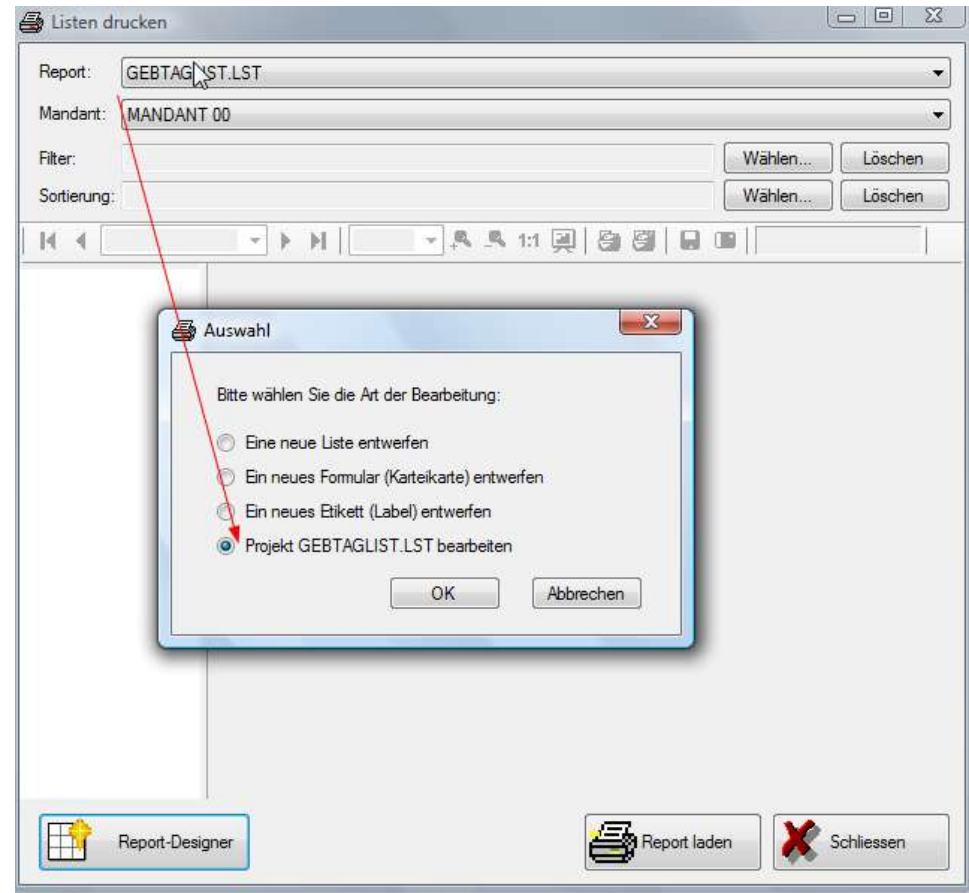 Listen drucken
Report: GEBTAGLIST.LST
Mandant: MANDANT 00
Filter: Wählen... Löschen
Sortierung: Wählen... Löschen
1:1
Auswahl
Bitte wählen Sie die Art der Bearbeitung:
Eine neue Liste entwerfen
Ein neues Formular (Karteikarte) entwerfen
Ein neues Etikett (Label) entwerfen
Projekt GEBTAGLIST.LST bearbeiten
OK Abbrechen
Report-Designer Report laden Schliessen